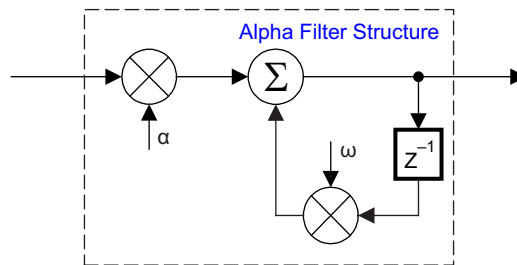 Alpha Filter Structure
Σ
α
ω
Z⁻¹